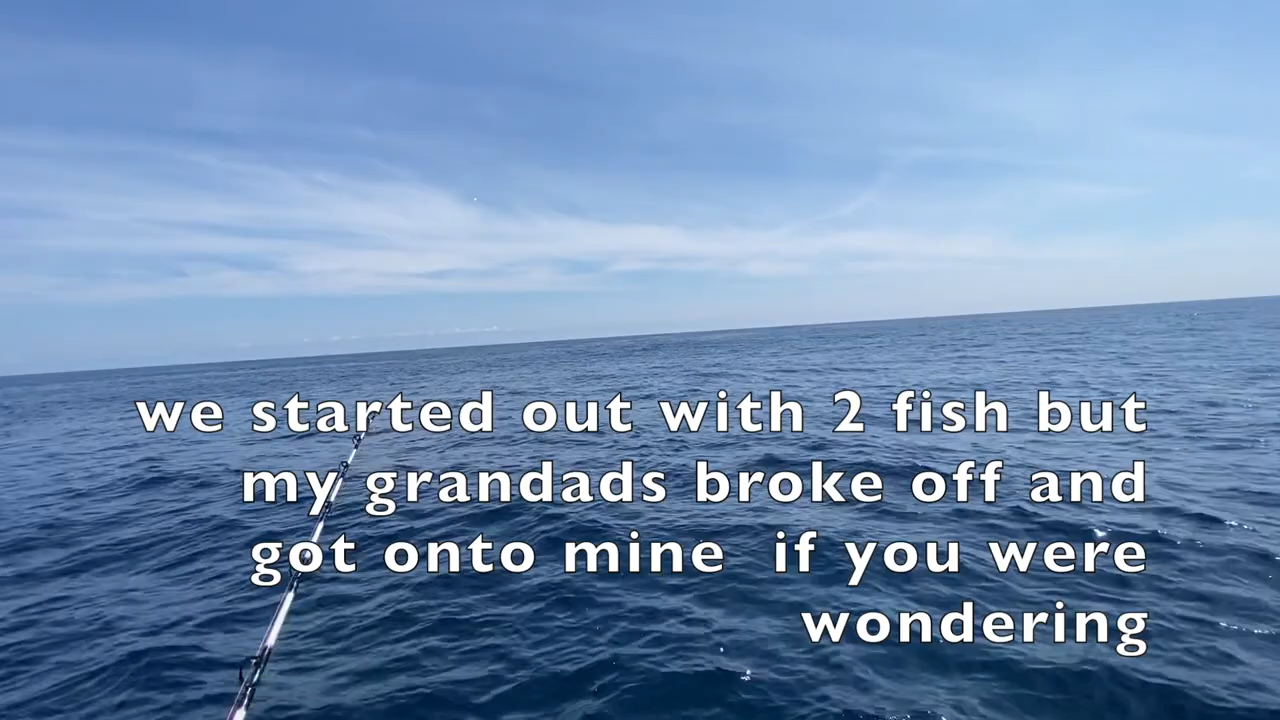 we started out with 2 fish but
my grandads broke off and
got onto mine  if you were
wondering